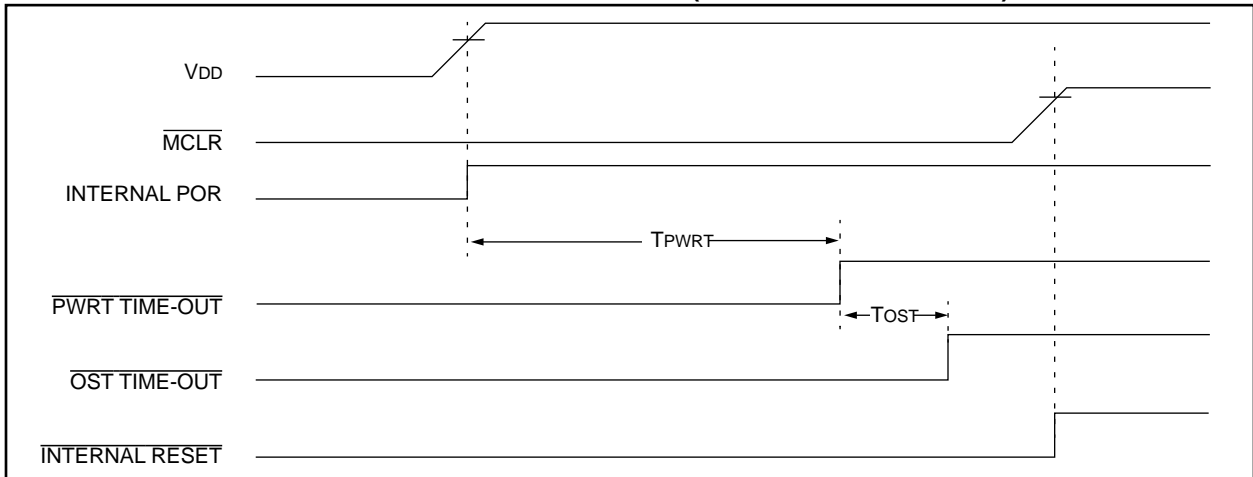 VDD
MCLR
INTERNAL POR
TPWRT
PWRT TIME-OUT
TOST
OST TIME-OUT
INTERNAL RESET